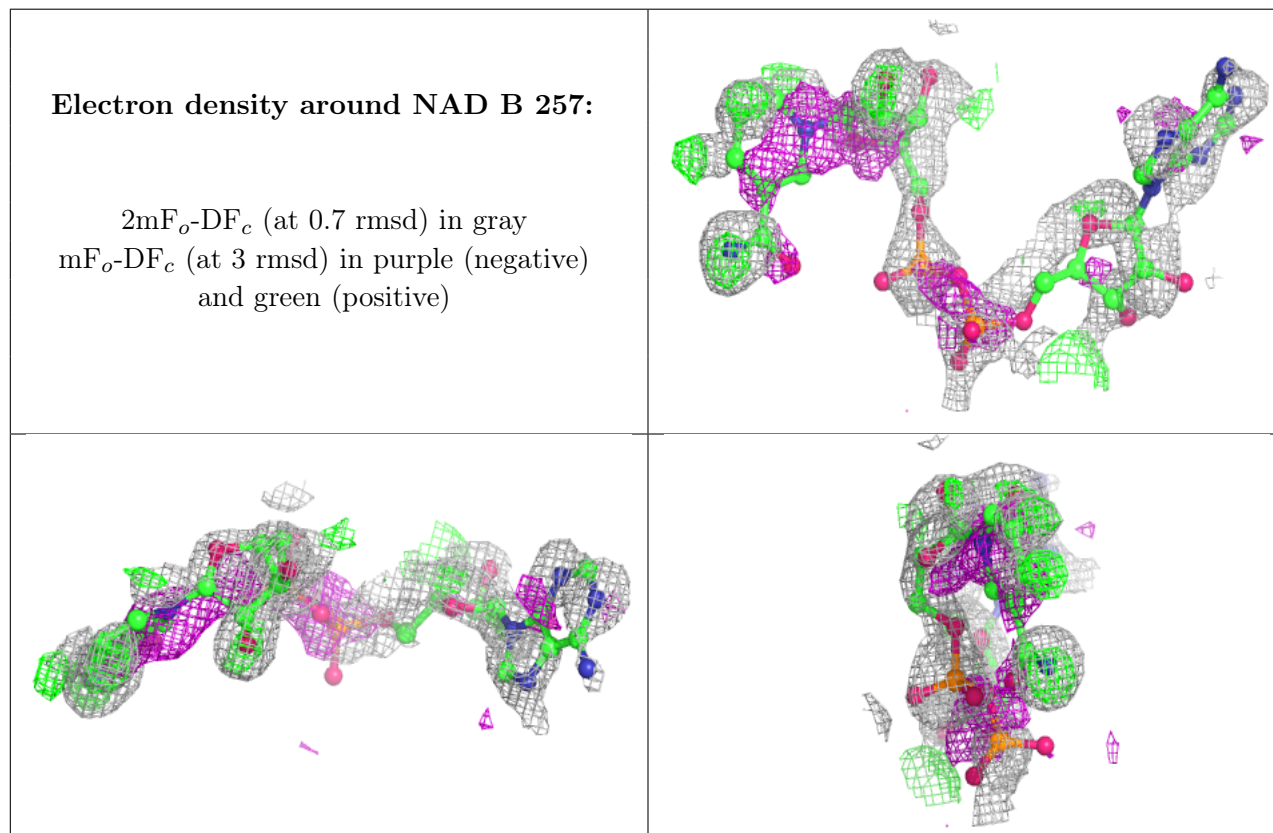 Electron density around NAD B 257:
2mFo-DFc (at 0.7 rmsd) in gray
mFo-DFc (at 3 rmsd) in purple (negative)
and green (positive)